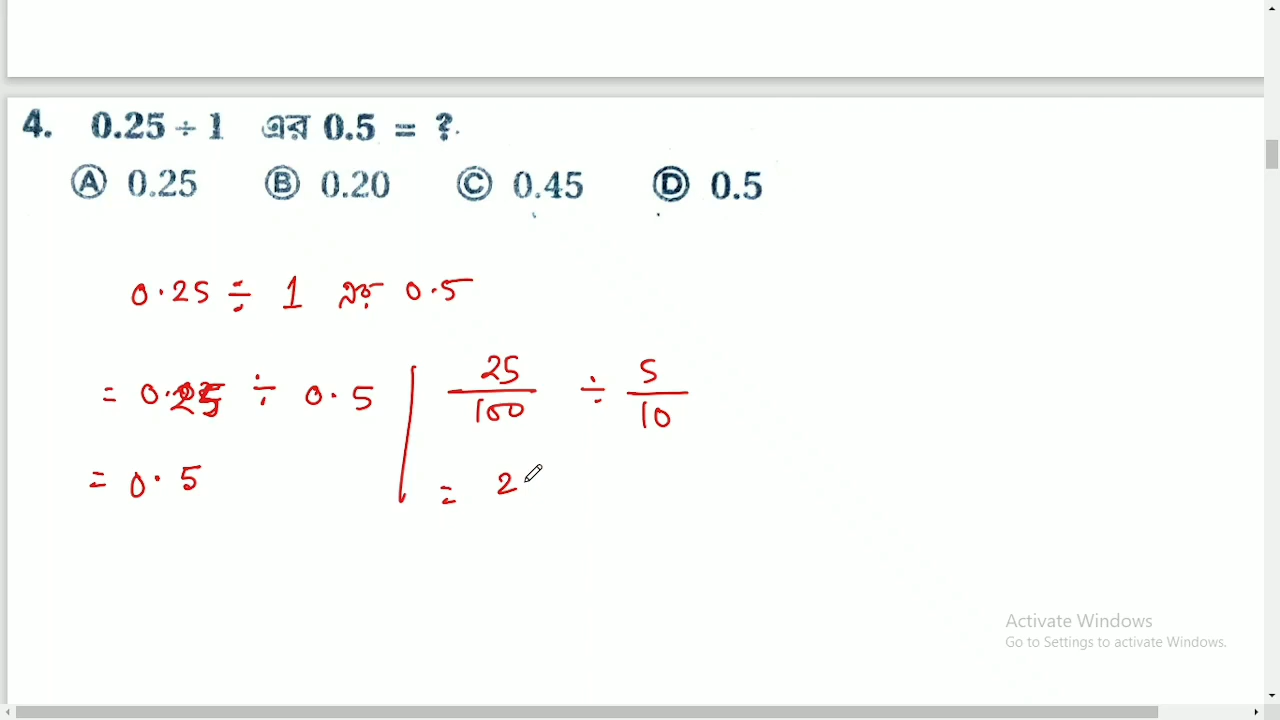 4. 0.25 ÷ 1 এর 0.5 = ?
Ⓐ 0.25 Ⓑ 0.20 Ⓒ 0.45 Ⓓ 0.5
0.25 ÷ 1 এর 0.5
= 0.25 ÷ 0.5
25/100 ÷ 5/10
= 0.5
= 2
Activate Windows
Go to Settings to activate Windows.